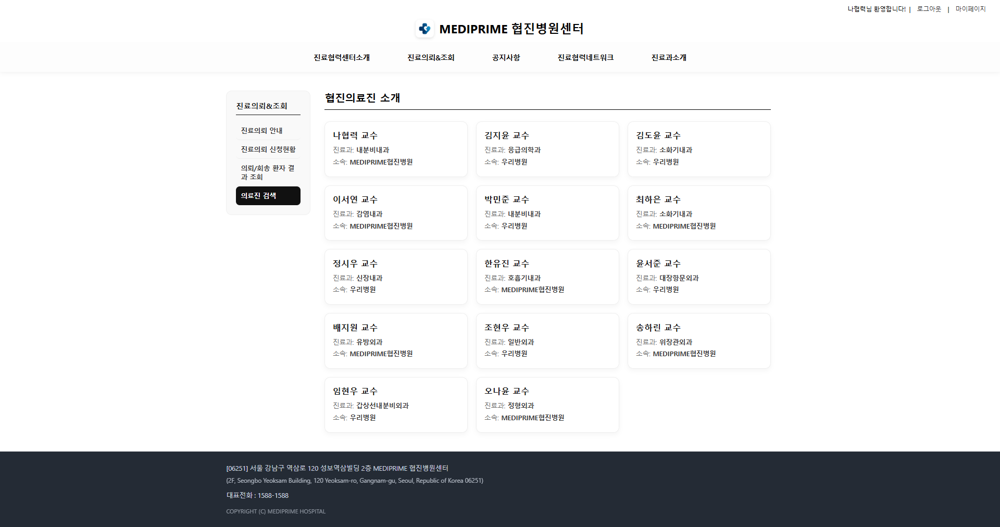 나협력님 환영합니다! | 로그아웃 | 마이페이지
MEDIPRIME 협진병원센터
진료협력센터소개 진료의뢰&조회 공지사항 진료협력네트워크 진료과소개
진료의뢰&조회
진료의뢰 안내
진료의뢰 신청현황
의뢰/회송 환자 결
과 조회
의료진 검색
협진의료진 소개
나협력 교수
진료과: 내분비내과
소속: MEDIPRIME협진병원
김지윤 교수
진료과: 응급의학과
소속: 우리병원
김도윤 교수
진료과: 소화기내과
소속: 우리병원
이서연 교수
진료과: 감염내과
소속: MEDIPRIME협진병원
박민준 교수
진료과: 내분비내과
소속: 우리병원
최하은 교수
진료과: 소화기내과
소속: MEDIPRIME협진병원
정시우 교수
진료과: 신장내과
소속: 우리병원
한유진 교수
진료과: 호흡기내과
소속: MEDIPRIME협진병원
윤서준 교수
진료과: 대장항문외과
소속: 우리병원
배지원 교수
진료과: 유방외과
소속: MEDIPRIME협진병원
조현우 교수
진료과: 일반외과
소속: 우리병원
송하린 교수
진료과: 위장관외과
소속: MEDIPRIME협진병원
임현우 교수
진료과: 갑상선내분비외과
소속: 우리병원
오나윤 교수
진료과: 정형외과
소속: MEDIPRIME협진병원
[06251] 서울 강남구 역삼로 120 성보역삼빌딩 2층 MEDIPRIME 협진병원센터
(2F, Seongbo Yeoksam Building, 120 Yeoksam-ro, Gangnam-gu, Seoul, Republic of Korea 06251)
대표전화 : 1588-1588
COPYRIGHT (C) MEDIPRIME HOSPITAL